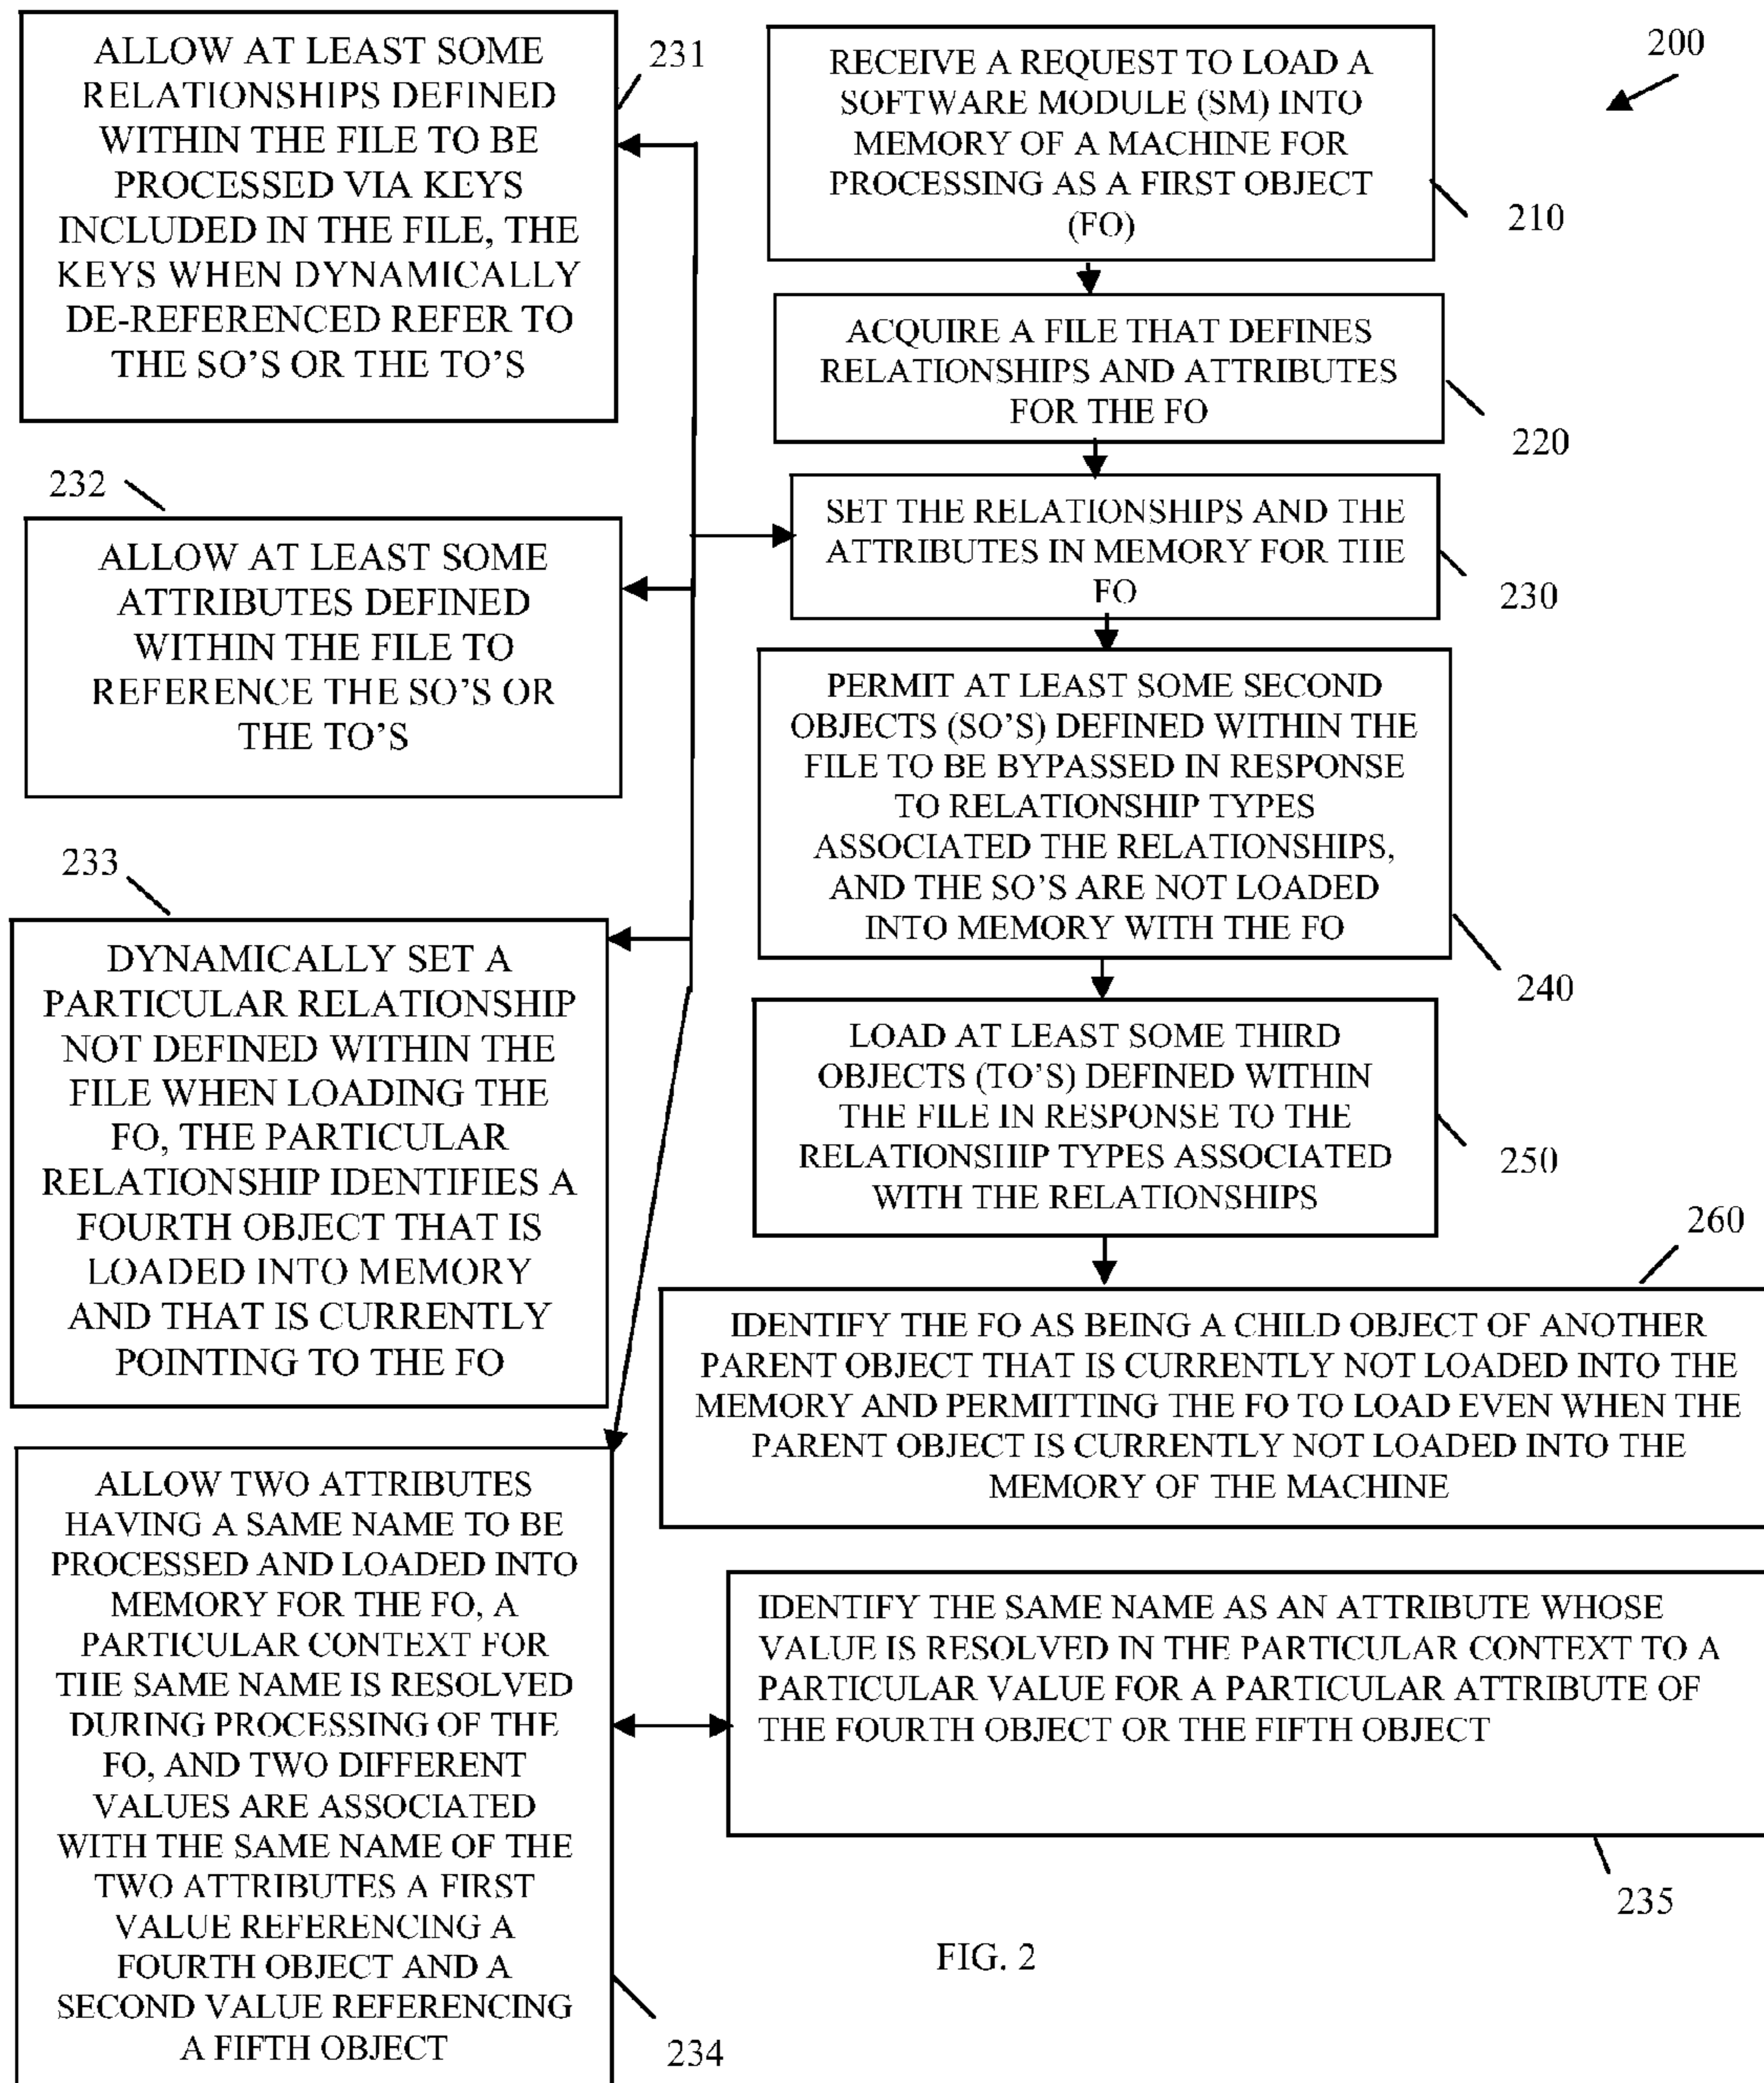 200
RECEIVE A REQUEST TO LOAD A
SOFTWARE MODULE (SM) INTO
MEMORY OF A MACHINE FOR
PROCESSING AS A FIRST OBJECT
(FO)
210
ACQUIRE A FILE THAT DEFINES
RELATIONSHIPS AND ATTRIBUTES
FOR THE FO
220
SET THE RELATIONSHIPS AND THE
ATTRIBUTES IN MEMORY FOR THE
FO
230
ALLOW AT LEAST SOME
RELATIONSHIPS DEFINED
WITHIN THE FILE TO BE
PROCESSED VIA KEYS
INCLUDED IN THE FILE, THE
KEYS WHEN DYNAMICALLY
DE-REFERENCED REFER TO
THE SO'S OR THE TO'S
231
232
ALLOW AT LEAST SOME
ATTRIBUTES DEFINED
WITHIN THE FILE TO
REFERENCE THE SO'S OR
THE TO'S
233
DYNAMICALLY SET A
PARTICULAR RELATIONSHIP
NOT DEFINED WITHIN THE
FILE WHEN LOADING THE
FO, THE PARTICULAR
RELATIONSHIP IDENTIFIES A
FOURTH OBJECT THAT IS
LOADED INTO MEMORY
AND THAT IS CURRENTLY
POINTING TO THE FO
ALLOW TWO ATTRIBUTES
HAVING A SAME NAME TO BE
PROCESSED AND LOADED INTO
MEMORY FOR THE FO, A
PARTICULAR CONTEXT FOR
THE SAME NAME IS RESOLVED
DURING PROCESSING OF THE
FO, AND TWO DIFFERENT
VALUES ARE ASSOCIATED
WITH THE SAME NAME OF THE
TWO ATTRIBUTES A FIRST
VALUE REFERENCING A
FOURTH OBJECT AND A
SECOND VALUE REFERENCING
A FIFTH OBJECT
234
PERMIT AT LEAST SOME SECOND
OBJECTS (SO'S) DEFINED WITHIN THE
FILE TO BE BYPASSED IN RESPONSE
TO RELATIONSHIP TYPES
ASSOCIATED THE RELATIONSHIPS,
AND THE SO'S ARE NOT LOADED
INTO MEMORY WITH THE FO
240
LOAD AT LEAST SOME THIRD
OBJECTS (TO'S) DEFINED WITHIN
THE FILE IN RESPONSE TO THE
RELATIONSHIP TYPES ASSOCIATED
WITH THE RELATIONSHIPS
250
260
IDENTIFY THE FO AS BEING A CHILD OBJECT OF ANOTHER
PARENT OBJECT THAT IS CURRENTLY NOT LOADED INTO THE
MEMORY AND PERMITTING THE FO TO LOAD EVEN WHEN THE
PARENT OBJECT IS CURRENTLY NOT LOADED INTO THE
MEMORY OF THE MACHINE
IDENTIFY THE SAME NAME AS AN ATTRIBUTE WHOSE
VALUE IS RESOLVED IN THE PARTICULAR CONTEXT TO A
PARTICULAR VALUE FOR A PARTICULAR ATTRIBUTE OF
THE FOURTH OBJECT OR THE FIFTH OBJECT
235
FIG. 2